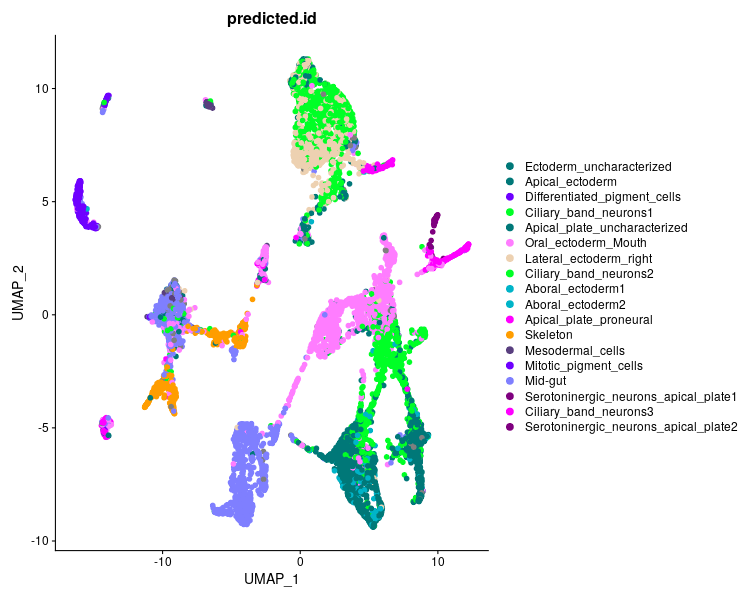 predicted.id
10
5
0
-5
-10
UMAP_2
-10
0
10
UMAP_1
Ectoderm_uncharacterized
Apical_ectoderm
Differentiated_pigment_cells
Ciliary_band_neurons1
Apical_plate_uncharacterized
Oral_ectoderm_Mouth
Lateral_ectoderm_right
Ciliary_band_neurons2
Aboral_ectoderm1
Aboral_ectoderm2
Apical_plate_proneural
Skeleton
Mesodermal_cells
Mitotic_pigment_cells
Mid-gut
Serotoninergic_neurons_apical_plate1
Ciliary_band_neurons3
Serotoninergic_neurons_apical_plate2